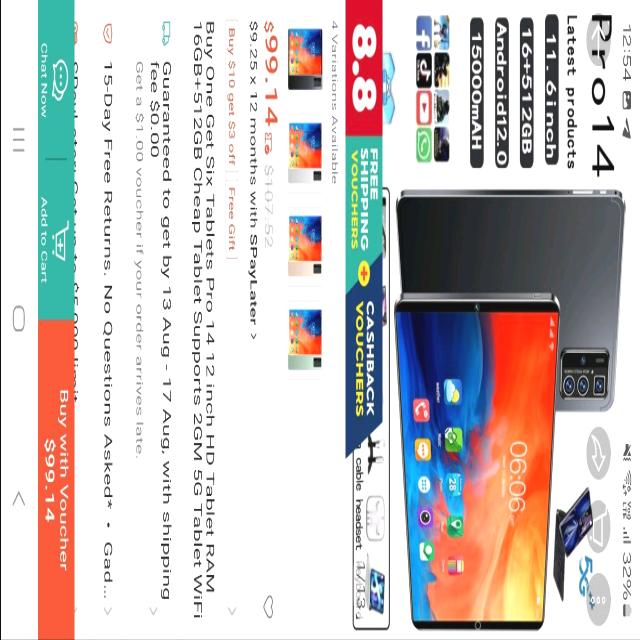 12:54
32%
Pro14
Latest products
11.6inch
16+512GB
Android12.0
15000mAH
06:06
28
5G
8.8
FREE
SHIPPING
VOUCHERS
+
CASHBACK
VOUCHERS
cable headset
1/13
4 Variations Available
$99.14 $107.52
$9.25 x 12 months with SPayLater >
Buy $10 get $3 off
Free Gift
Buy One Get Six Tablets Pro 14 12 inch HD Tablet RAM
16GB+512GB Cheap Tablet Supports 2GM 5G Tablet WiFi
Guaranteed to get by 13 Aug - 17 Aug, with shipping
fee $0.00
Get a $1.00 voucher if your order arrives late.
15-Day Free Returns. No Questions Asked* • Gad...
Chat Now
Add to Cart
Buy with Voucher
$99.14